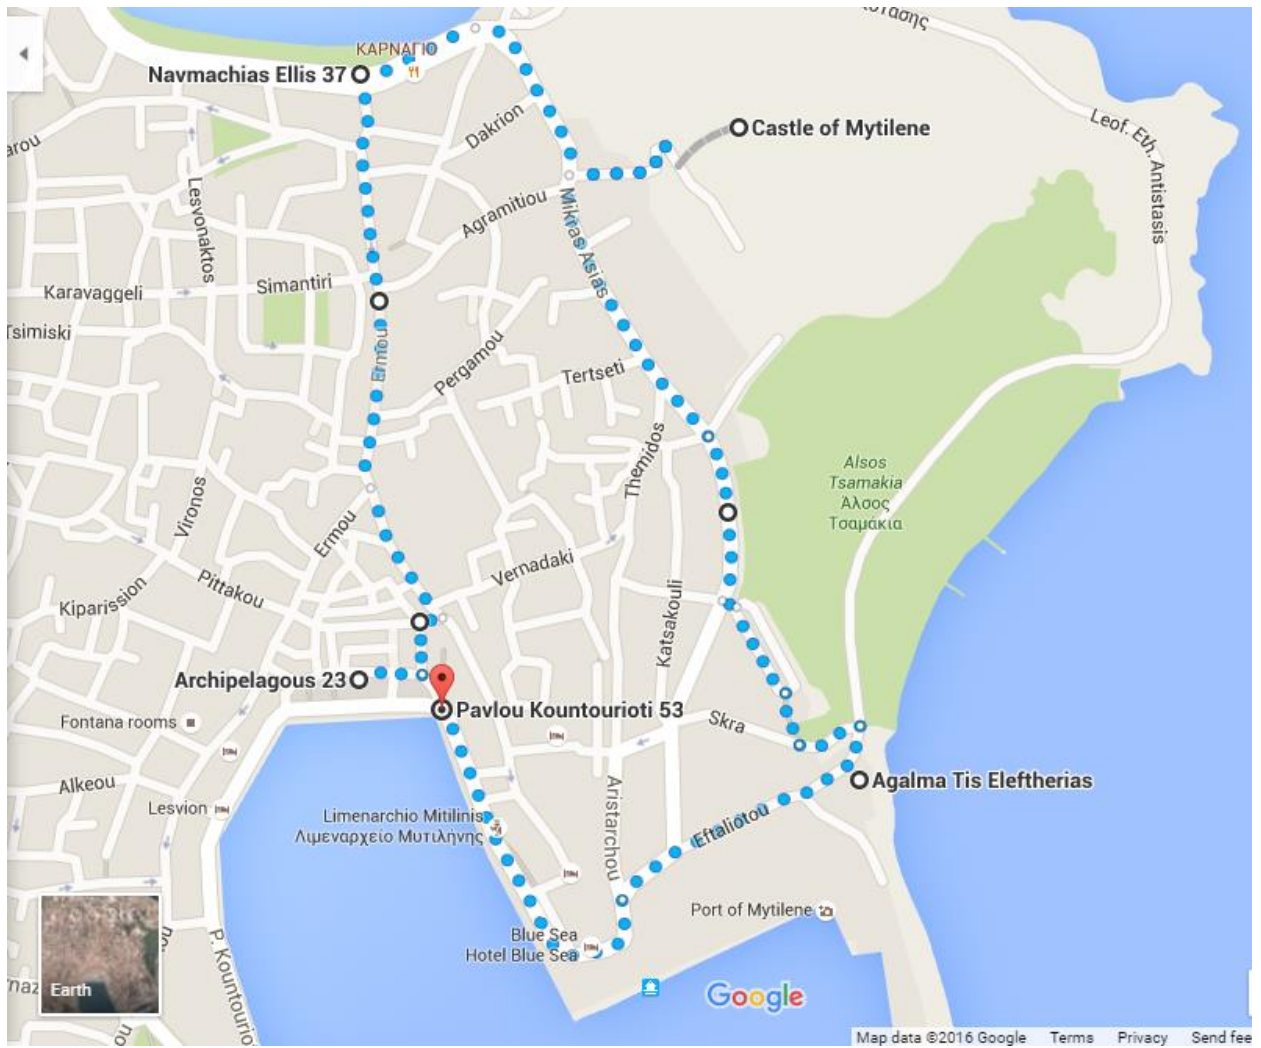 ΚΑΡΝΑΓΙΟ
Navmachias Ellis 37
Castle of Mytilene
Leof. Eth. Antistasis
Dakrion
Lesvonaktos
Agramitiou
Mikras Asias
Simantiri
Karavaggeli
Tsimiski
Ermou
Pergamou
Tertseti
Themidos
Alsos
Tsamakia
Άλσος
Τσαμάκια
Vironos
Ermou
Vernadaki
Pittakou
Kiparission
Katsakouli
Archipelagous 23
Pavlou Kountourioti 53
Fontana rooms
Skra
Agalma Tis Eleftherias
Alkeou
Lesvion
Limenarchio Mitilinis
Λιμεναρχείο Μυτιλήνης
Aristarchou
Eftaliotou
Port of Mytilene
Blue Sea
Hotel Blue Sea
P. Kountourio
Earth
Google
Map data ©2016 Google Terms Privacy Send fee